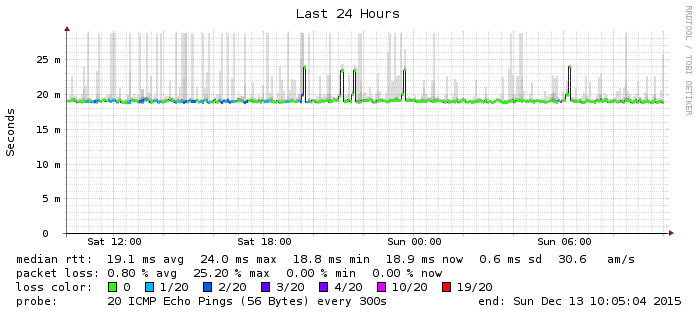 Last 24 Hours
RRDTOOL / TOBI OETIKER
Seconds
25 m
20 m
15 m
10 m
5 m
0
Sat 12:00 Sat 18:00 Sun 00:00 Sun 06:00
median rtt: 19.1 ms avg 24.0 ms max 18.8 ms min 18.9 ms now 0.6 ms sd 30.6 am/s
packet loss: 0.80 % avg 25.20 % max 0.00 % min 0.00 % now
loss color: 0 1/20 2/20 3/20 4/20 10/20 19/20
probe: 20 ICMP Echo Pings (56 Bytes) every 300s end: Sun Dec 13 10:05:04 2015